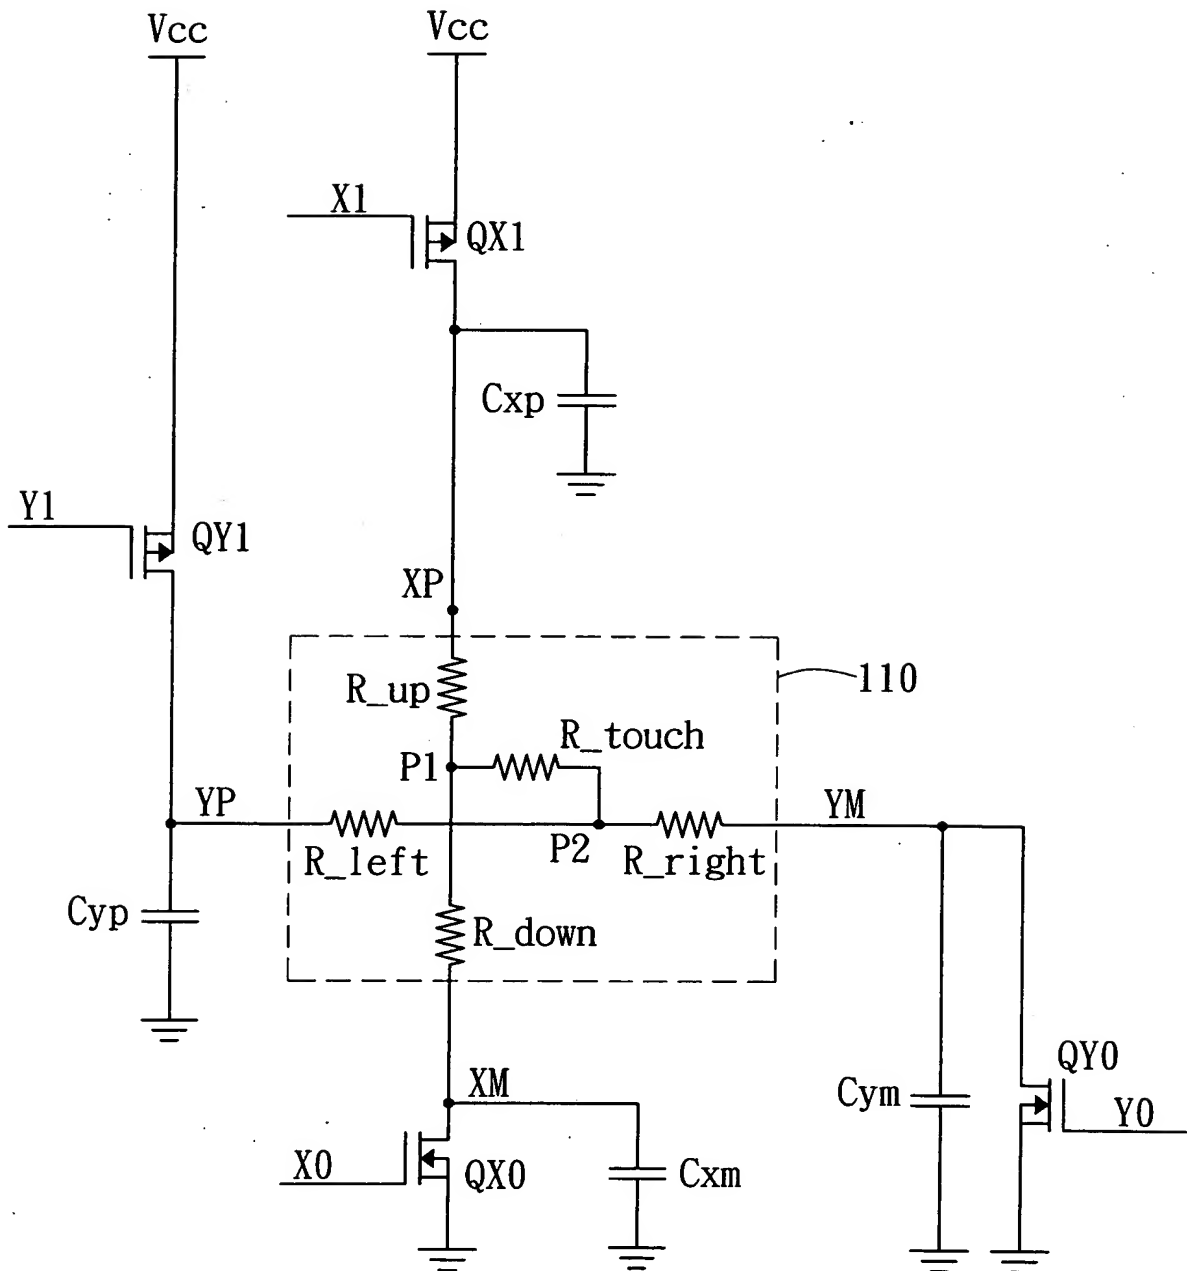 Vcc
Vcc
X1
QX1
Cxp
Y1
QY1
XP
R_up
110
R_touch
P1
YP
YM
R_left
P2
R_right
Cyp
R_down
XM
QY0
Cym
Y0
X0
QX0
Cxm